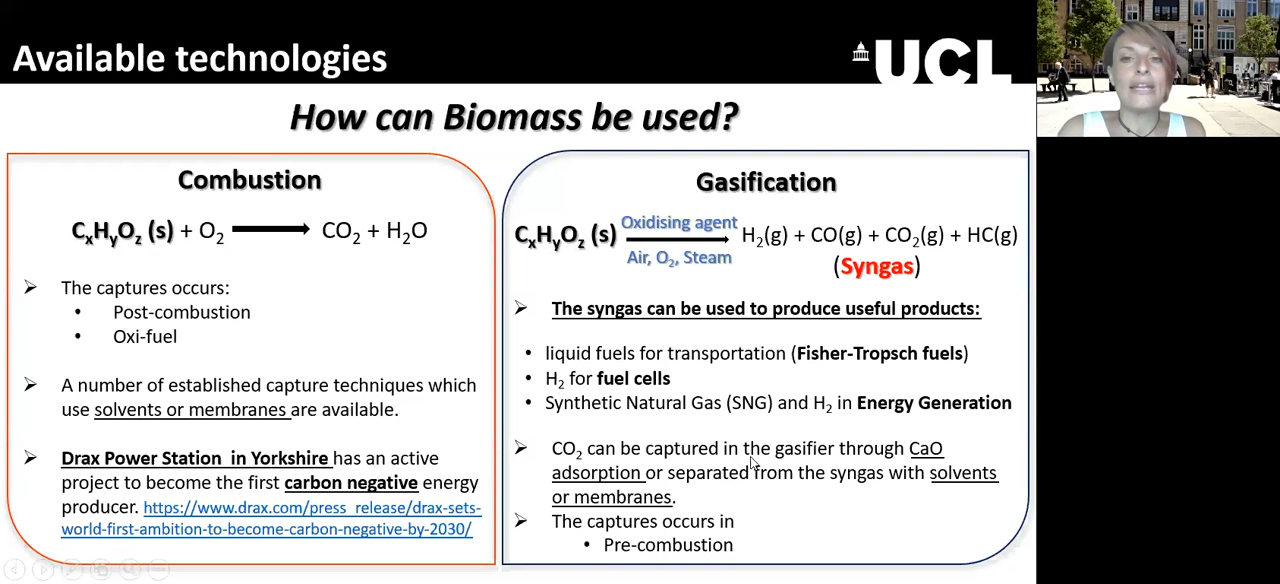 Available technologies
UCL
How can Biomass be used?
Combustion
CxHyOz (s) + O2 → CO2 + H2O
➢ The captures occurs:
• Post-combustion
• Oxi-fuel
➢ A number of established capture techniques which
use solvents or membranes are available.
➢ Drax Power Station in Yorkshire has an active
project to become the first carbon negative energy
producer. https://www.drax.com/press_release/drax-sets-
world-first-ambition-to-become-carbon-negative-by-2030/
Gasification
Oxidising agent
CxHyOz (s) → H2(g) + CO(g) + CO2(g) + HC(g)
Air, O2, Steam
(Syngas)
➢ The syngas can be used to produce useful products:
• liquid fuels for transportation (Fisher-Tropsch fuels)
• H2 for fuel cells
• Synthetic Natural Gas (SNG) and H2 in Energy Generation
➢ CO2 can be captured in the gasifier through CaO
adsorption or separated from the syngas with solvents
or membranes.
➢ The captures occurs in
• Pre-combustion